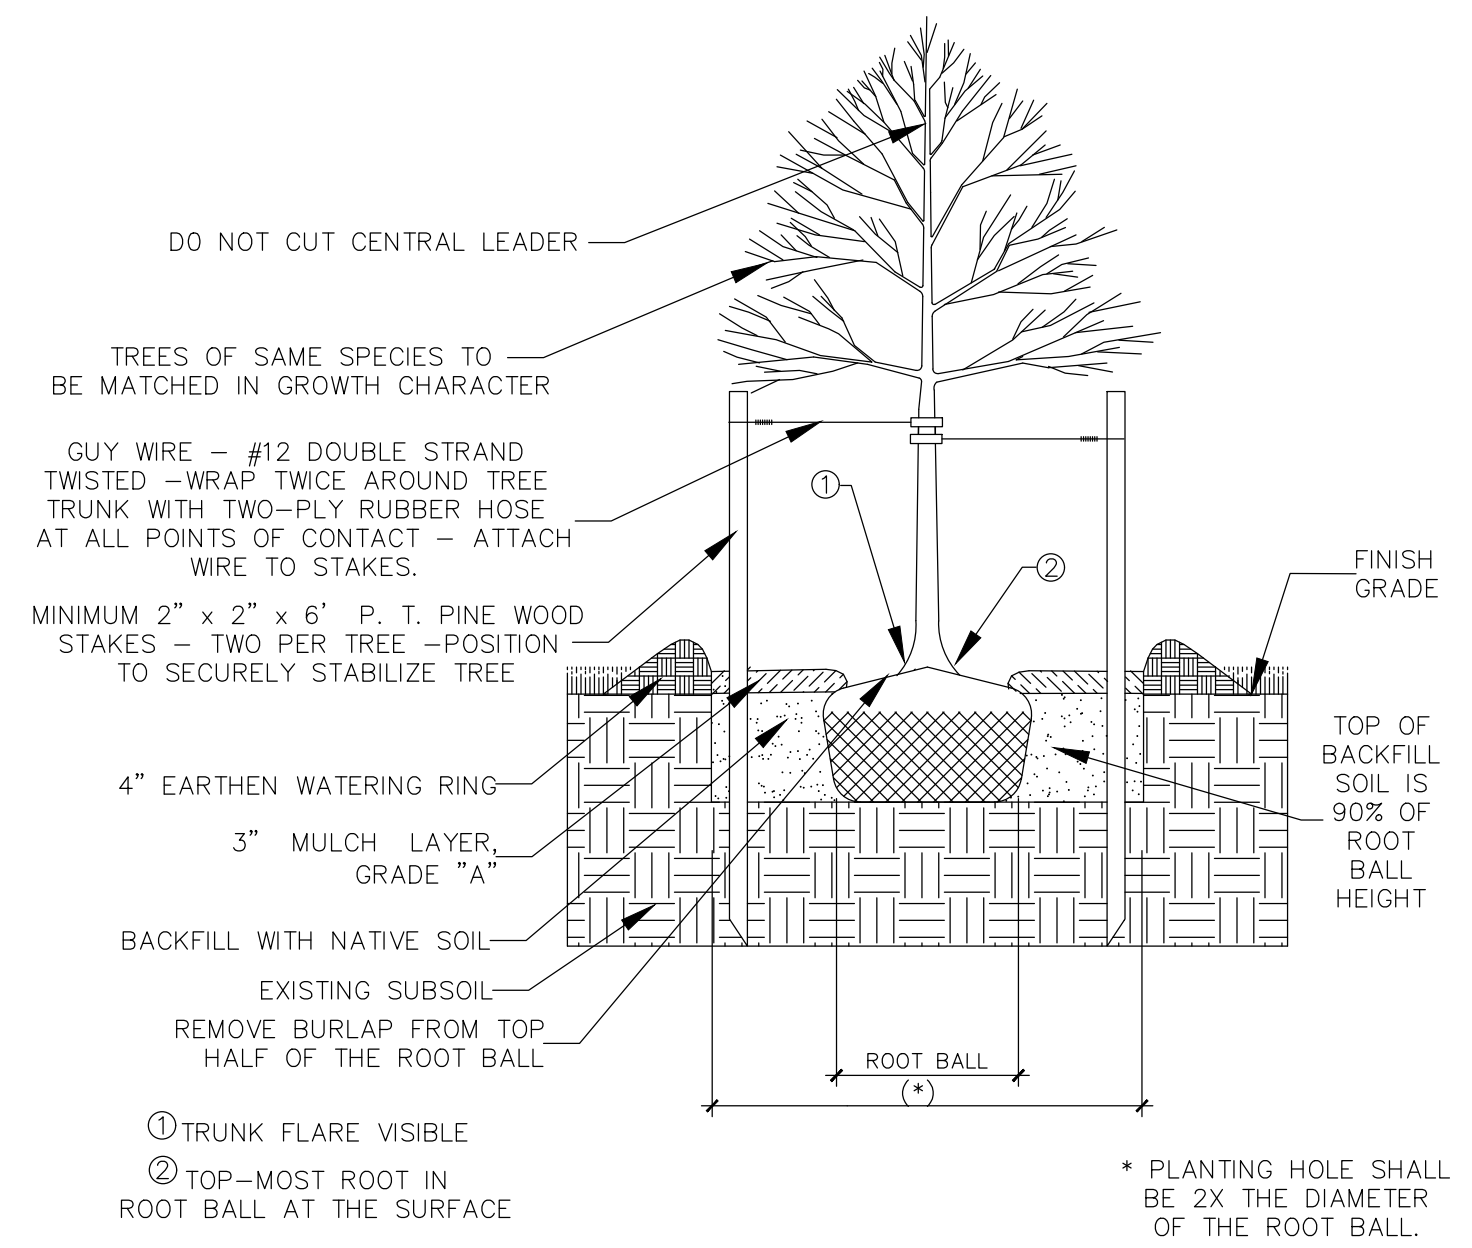 DO NOT CUT CENTRAL LEADER
TREES OF SAME SPECIES TO
BE MATCHED IN GROWTH CHARACTER
GUY WIRE – #12 DOUBLE STRAND
TWISTED –WRAP TWICE AROUND TREE
TRUNK WITH TWO–PLY RUBBER HOSE
AT ALL POINTS OF CONTACT – ATTACH
WIRE TO STAKES.
1
2
FINISH
GRADE
MINIMUM 2" x 2" x 6' P. T. PINE WOOD
STAKES – TWO PER TREE –POSITION
TO SECURELY STABILIZE TREE
TOP OF
BACKFILL
SOIL IS
90% OF
ROOT
BALL
HEIGHT
4" EARTHEN WATERING RING
3" MULCH LAYER,
GRADE "A"
BACKFILL WITH NATIVE SOIL
EXISTING SUBSOIL
REMOVE BURLAP FROM TOP
HALF OF THE ROOT BALL
ROOT BALL
(*)
1 TRUNK FLARE VISIBLE
2 TOP–MOST ROOT IN
ROOT BALL AT THE SURFACE
* PLANTING HOLE SHALL
BE 2X THE DIAMETER
OF THE ROOT BALL.